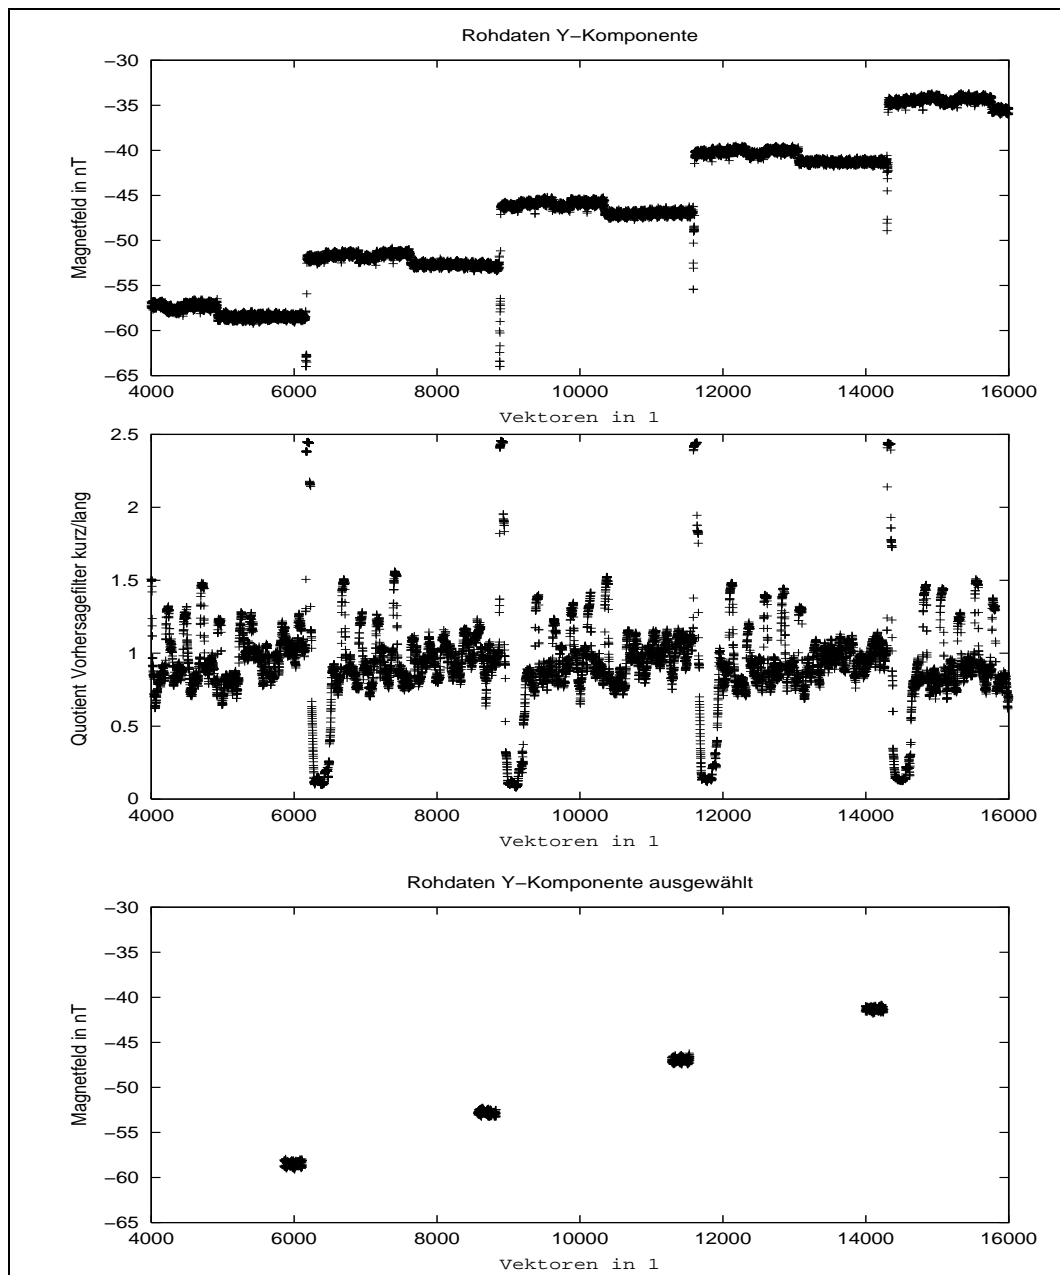 Rohdaten Y−Komponente
−30
−35
−40
−45
−50
−55
−60
−65
Magnetfeld in nT
4000 6000 8000 10000 12000 14000 16000
Vektoren in 1
2.5
2
1.5
1
0.5
0
Quotient Vorhersagefilter kurz/lang
4000 6000 8000 10000 12000 14000 16000
Vektoren in 1
Rohdaten Y−Komponente ausgewählt
−30
−35
−40
−45
−50
−55
−60
−65
Magnetfeld in nT
4000 6000 8000 10000 12000 14000 16000
Vektoren in 1